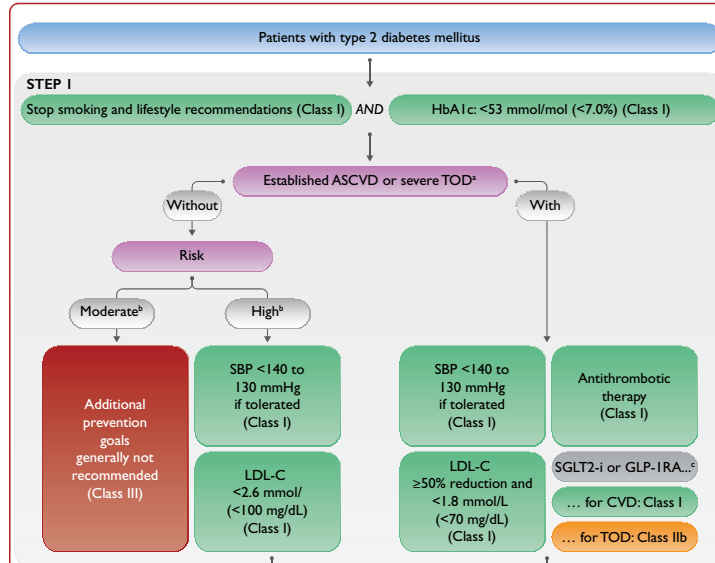 Patients with type 2 diabetes mellitus
STEP 1
Stop smoking and lifestyle recommendations (Class I)
AND
HbA1c: <53 mmol/mol (<7.0%) (Class I)
Established ASCVD or severe TODᵃ
Without
With
Risk
Moderateᵇ
Highᵇ
Additional
prevention
goals
generally not
recommended
(Class III)
SBP <140 to
130 mmHg
if tolerated
(Class I)
LDL-C
<2.6 mmol/
(<100 mg/dL)
(Class I)
SBP <140 to
130 mmHg
if tolerated
(Class I)
LDL-C
≥50% reduction and
<1.8 mmol/L
(<70 mg/dL)
(Class I)
Antithrombotic
therapy
(Class I)
SGLT2-i or GLP-1RA...ᶜ
... for CVD: Class I
... for TOD: Class IIb